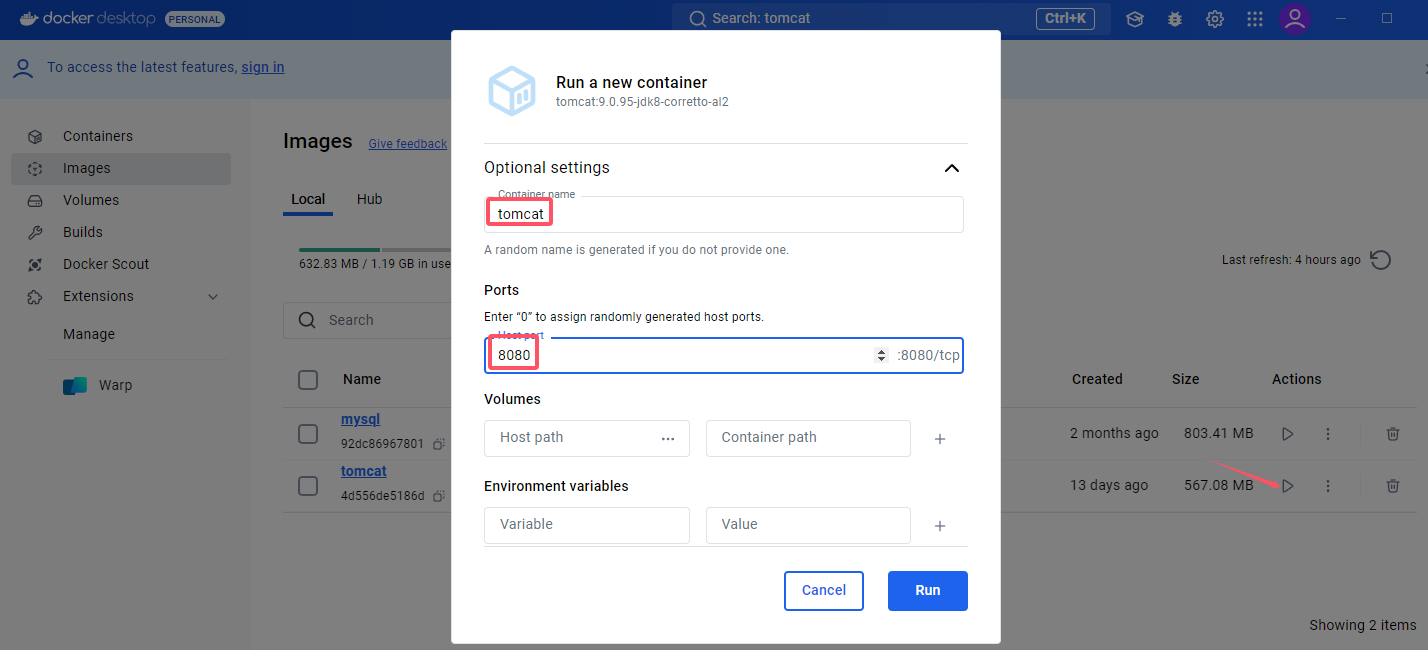 docker desktop PERSONAL
Search: tomcat Ctrl+K
To access the latest features, sign in
Containers
Images
Volumes
Builds
Docker Scout
Extensions
Manage
Warp
Images Give feedback
Local Hub
632.83 MB / 1.19 GB in use
Last refresh: 4 hours ago
Search
Name Created Size Actions
mysql
92dc86967801
2 months ago 803.41 MB
tomcat
4d556de5186d
13 days ago 567.08 MB
Showing 2 items
Run a new container
tomcat:9.0.95-jdk8-corretto-al2
Optional settings
Container name
tomcat
A random name is generated if you do not provide one.
Ports
Enter “0” to assign randomly generated host ports.
Host port
8080 :8080/tcp
Volumes
Host path ... Container path +
Environment variables
Variable Value +
Cancel Run